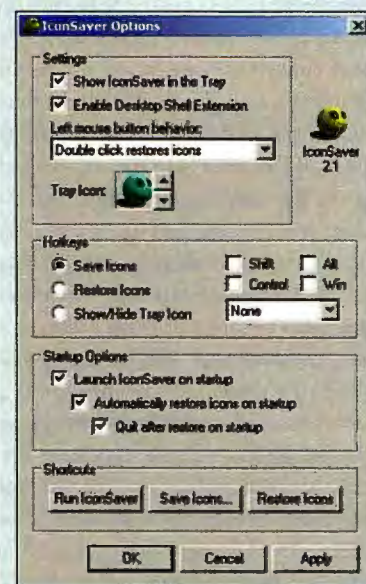 IconSaver Options
Settings
Show IconSaver in the Tray
Enable Desktop Shell Extension
Left mouse button behavior:
Double click restores icons
Tray Icon:
IconSaver
2.1
Hotkeys
Save Icons
Shift
Alt
Restore Icons
Control
Win
Show/Hide Tray Icon
None
Startup Options
Launch IconSaver on startup
Automatically restore icons on startup
Quit after restore on startup
Shortcuts
Run IconSaver
Save Icons...
Restore Icons
OK
Cancel
Apply